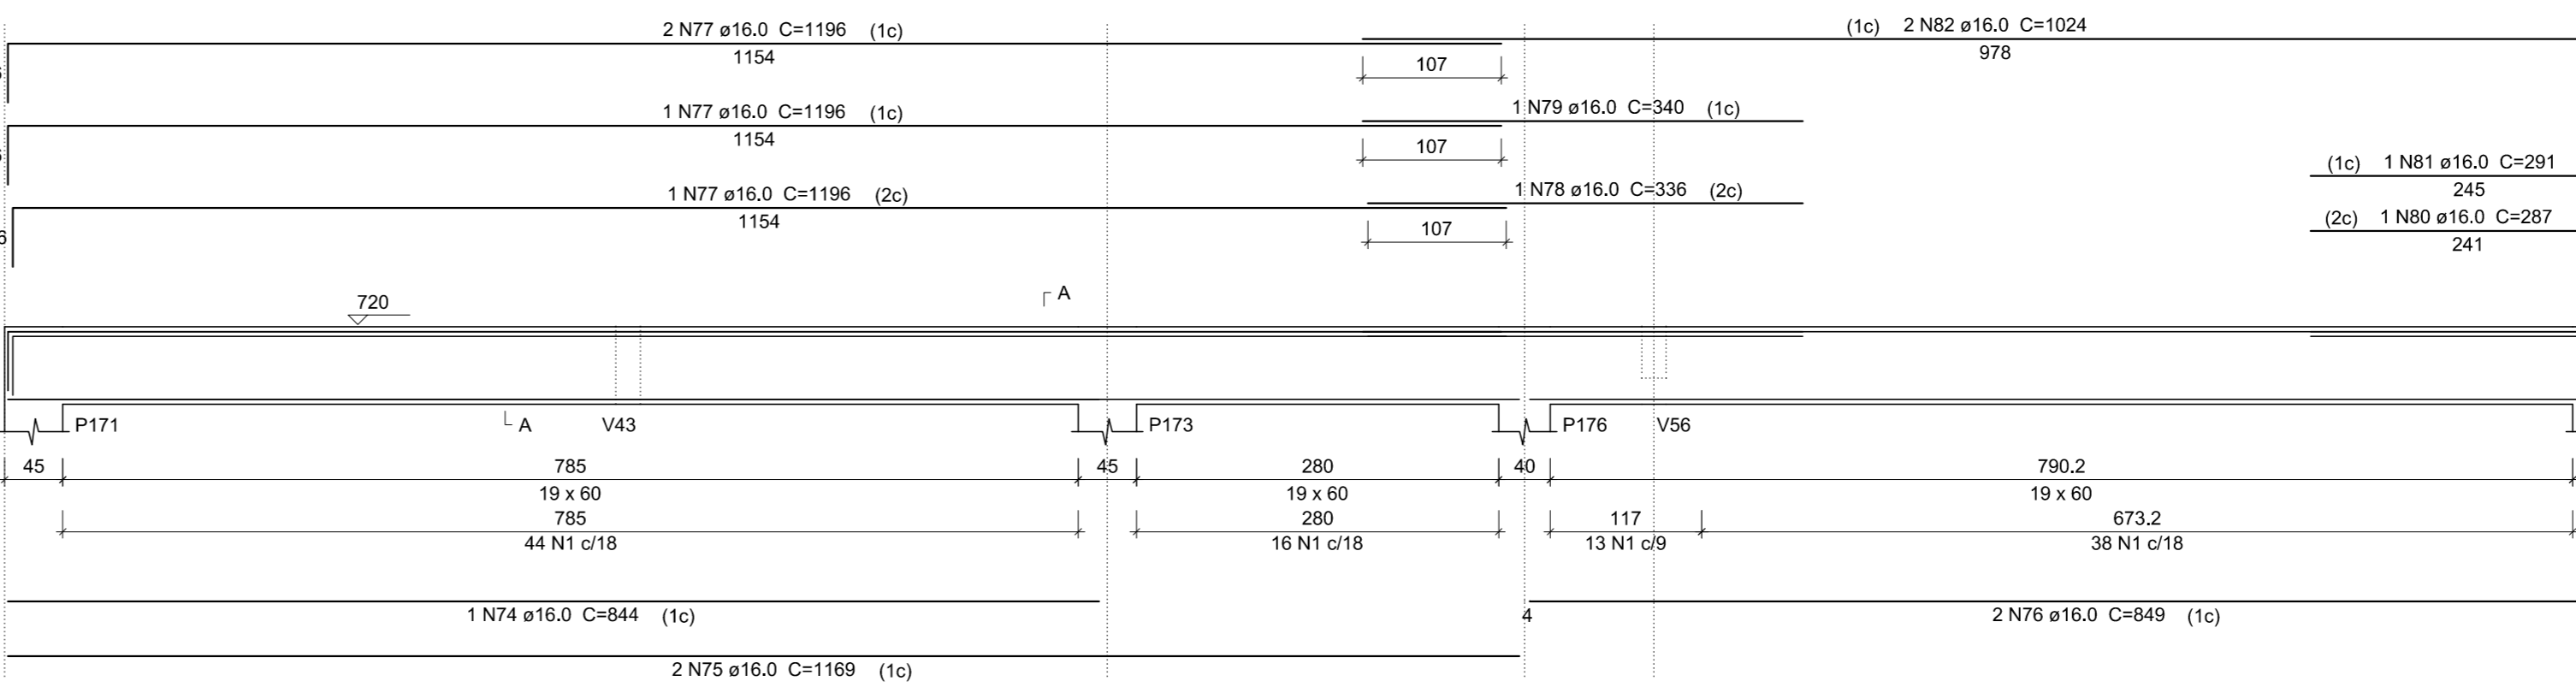 2 N77 ø16.0 C=1196 (1c)
1154
(1c) 2 N82 ø16.0 C=1024
978
107
1 N77 ø16.0 C=1196 (1c)
1154
1 N79 ø16.0 C=340 (1c)
107
(1c) 1 N81 ø16.0 C=291
245
1 N77 ø16.0 C=1196 (2c)
1154
1 N78 ø16.0 C=336 (2c)
107
(2c) 1 N80 ø16.0 C=287
241
720
A
P171
A
V43
P173
P176
V56
45 785 45 280 40 790.2
19 x 60 19 x 60 19 x 60
785 280 117 673.2
44 N1 c/18 16 N1 c/18 13 N1 c/9 38 N1 c/18
1 N74 ø16.0 C=844 (1c)
4
2 N76 ø16.0 C=849 (1c)
2 N75 ø16.0 C=1169 (1c)